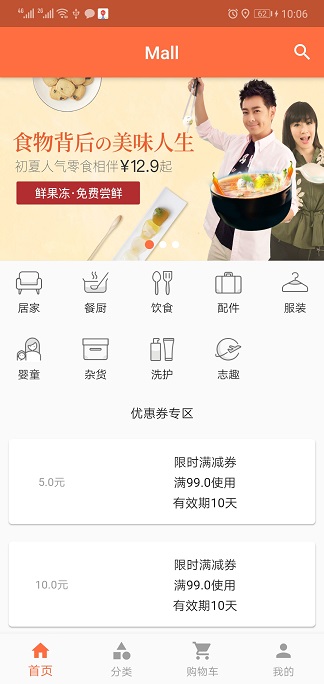 4G 2G 62 10:06
Mall
食物背后の美味人生
初夏人气零食相伴¥12.9起
鲜果冻·免费尝鲜
居家 餐厨 饮食 配件 服装
婴童 杂货 洗护 志趣
优惠券专区
限时满减券
5.0元 满99.0使用
有效期10天
限时满减券
10.0元 满99.0使用
有效期10天
首页 分类 购物车 我的